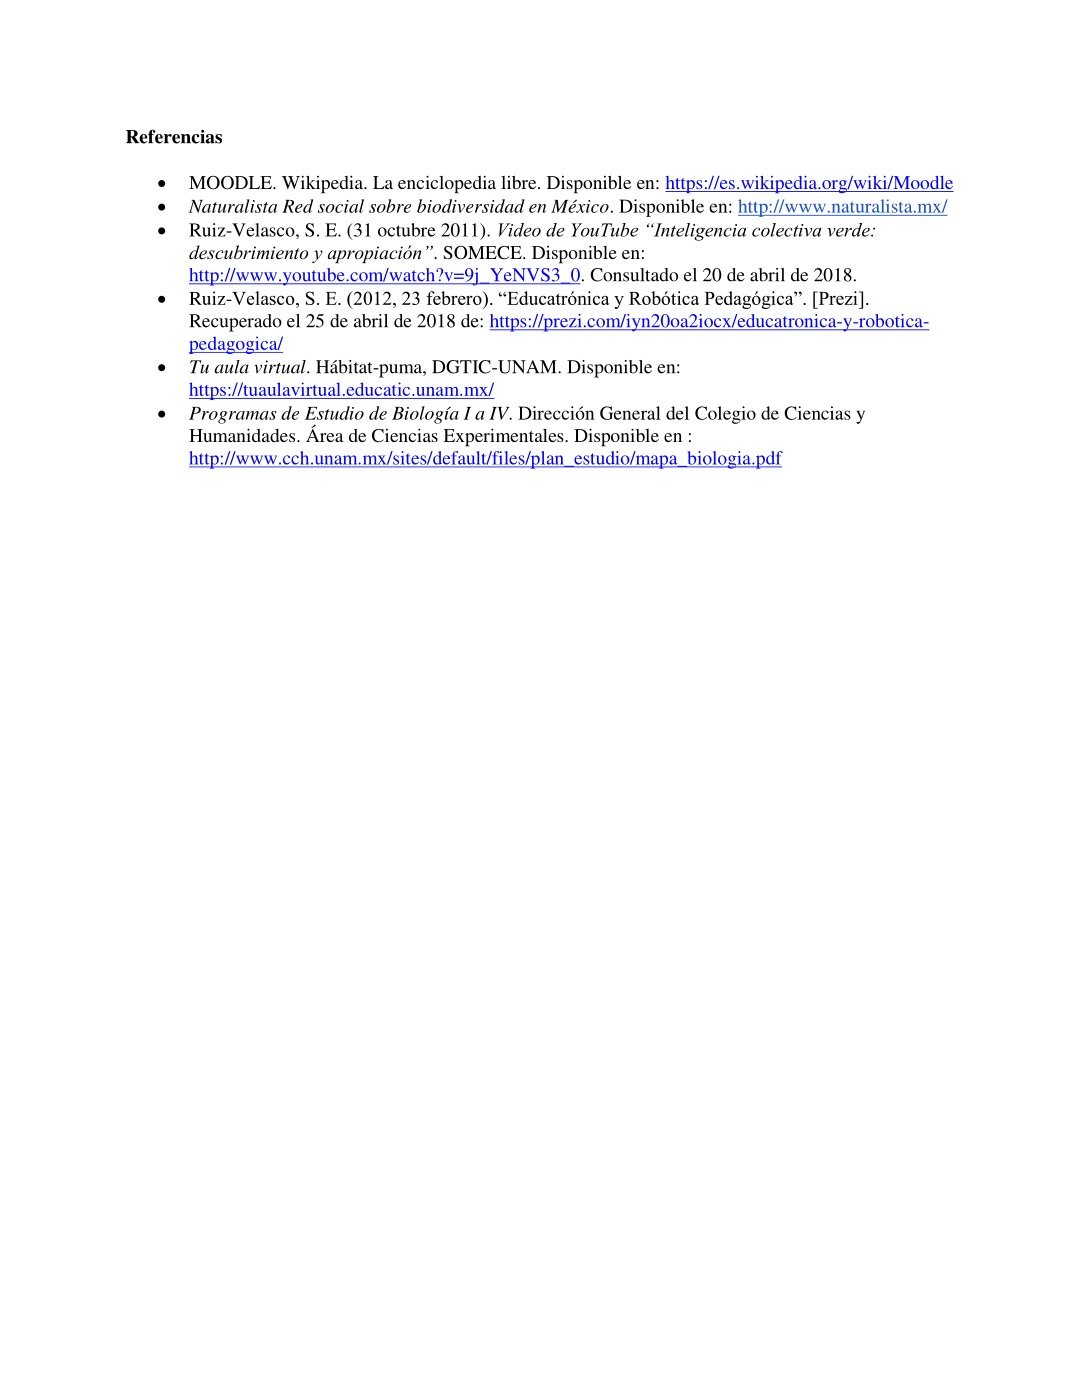 Referencias
• MOODLE. Wikipedia. La enciclopedia libre. Disponible en: https://es.wikipedia.org/wiki/Moodle
• Naturalista Red social sobre biodiversidad en México. Disponible en: http://www.naturalista.mx/
• Ruiz-Velasco, S. E. (31 octubre 2011). Video de YouTube “Inteligencia colectiva verde:
descubrimiento y apropiación”. SOMECE. Disponible en:
http://www.youtube.com/watch?v=9j_YeNVS3_0. Consultado el 20 de abril de 2018.
• Ruiz-Velasco, S. E. (2012, 23 febrero). “Educatrónica y Robótica Pedagógica”. [Prezi].
Recuperado el 25 de abril de 2018 de: https://prezi.com/iyn20oa2iocx/educatronica-y-robotica-
pedagogica/
• Tu aula virtual. Hábitat-puma, DGTIC-UNAM. Disponible en:
https://tuaulavirtual.educatic.unam.mx/
• Programas de Estudio de Biología I a IV. Dirección General del Colegio de Ciencias y
Humanidades. Área de Ciencias Experimentales. Disponible en :
http://www.cch.unam.mx/sites/default/files/plan_estudio/mapa_biologia.pdf